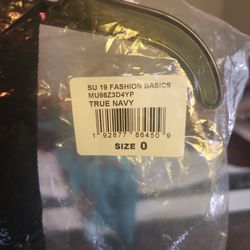 SU 19 FASHION BASICS
MU98Z3D4YP
TRUE NAVY
1 92877 86450 9
SIZE 0